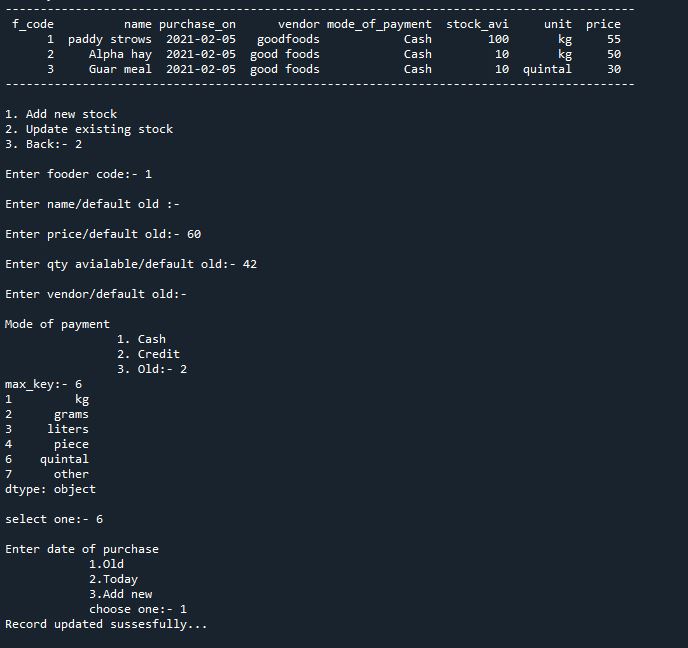 f_code name purchase_on vendor mode_of_payment stock_avi unit price
1 paddy strows 2021-02-05 goodfoods Cash 100 kg 55
2 Alpha hay 2021-02-05 good foods Cash 10 kg 50
3 Guar meal 2021-02-05 good foods Cash 10 quintal 30
1. Add new stock
2. Update existing stock
3. Back:- 2
Enter fooder code:- 1
Enter name/default old :-
Enter price/default old:- 60
Enter qty avialable/default old:- 42
Enter vendor/default old:-
Mode of payment
1. Cash
2. Credit
3. Old:- 2
max_key:- 6
1 kg
2 grams
3 liters
4 piece
6 quintal
7 other
dtype: object
select one:- 6
Enter date of purchase
1.Old
2.Today
3.Add new
choose one:- 1
Record updated sussesfully...